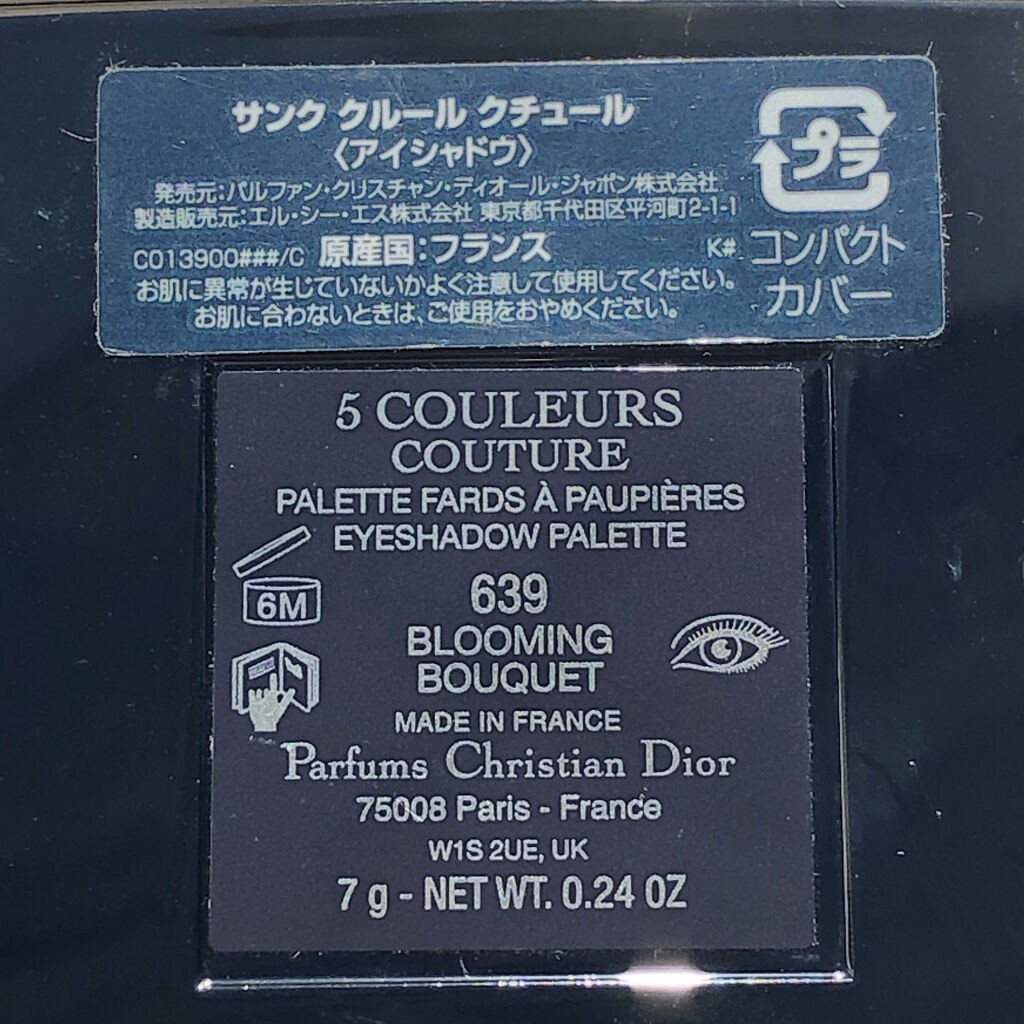 サンク クルール クチュール
〈アイシャドウ〉
発売元：パルファン・クリスチャン・ディオール・ジャポン株式会社
製造販売元：エル・シー・エス株式会社 東京都千代田区平河町2-1-1
C013900###/C 原産国：フランス
お肌に異常が生じていないかよく注意して使用してください。
お肌に合わないときは、ご使用をおやめください。
プラ
K# コンパクト
カバー
5 COULEURS
COUTURE
PALETTE FARDS À PAUPIÈRES
EYESHADOW PALETTE
6M
639
BLOOMING
BOUQUET
MADE IN FRANCE
Parfums Christian Dior
75008 Paris - France
W1S 2UE, UK
7 g - NET WT. 0.24 OZ